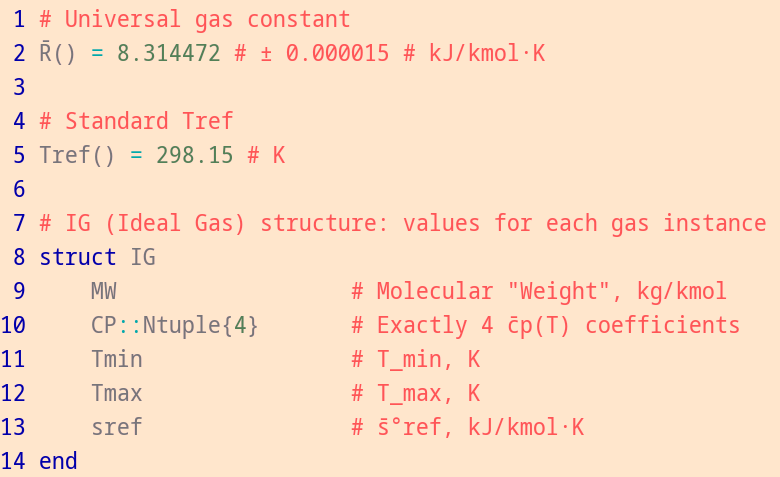 1 # Universal gas constant
2 R̄() = 8.314472 # ± 0.000015 # kJ/kmol⋅K
3
4 # Standard Tref
5 Tref() = 298.15 # K
6
7 # IG (Ideal Gas) structure: values for each gas instance
8 struct IG
9     MW                  # Molecular "Weight", kg/kmol
10     CP::Ntuple{4}       # Exactly 4 c̄p(T) coefficients
11     Tmin                # T_min, K
12     Tmax                # T_max, K
13     sref                # s̄°ref, kJ/kmol⋅K
14 end